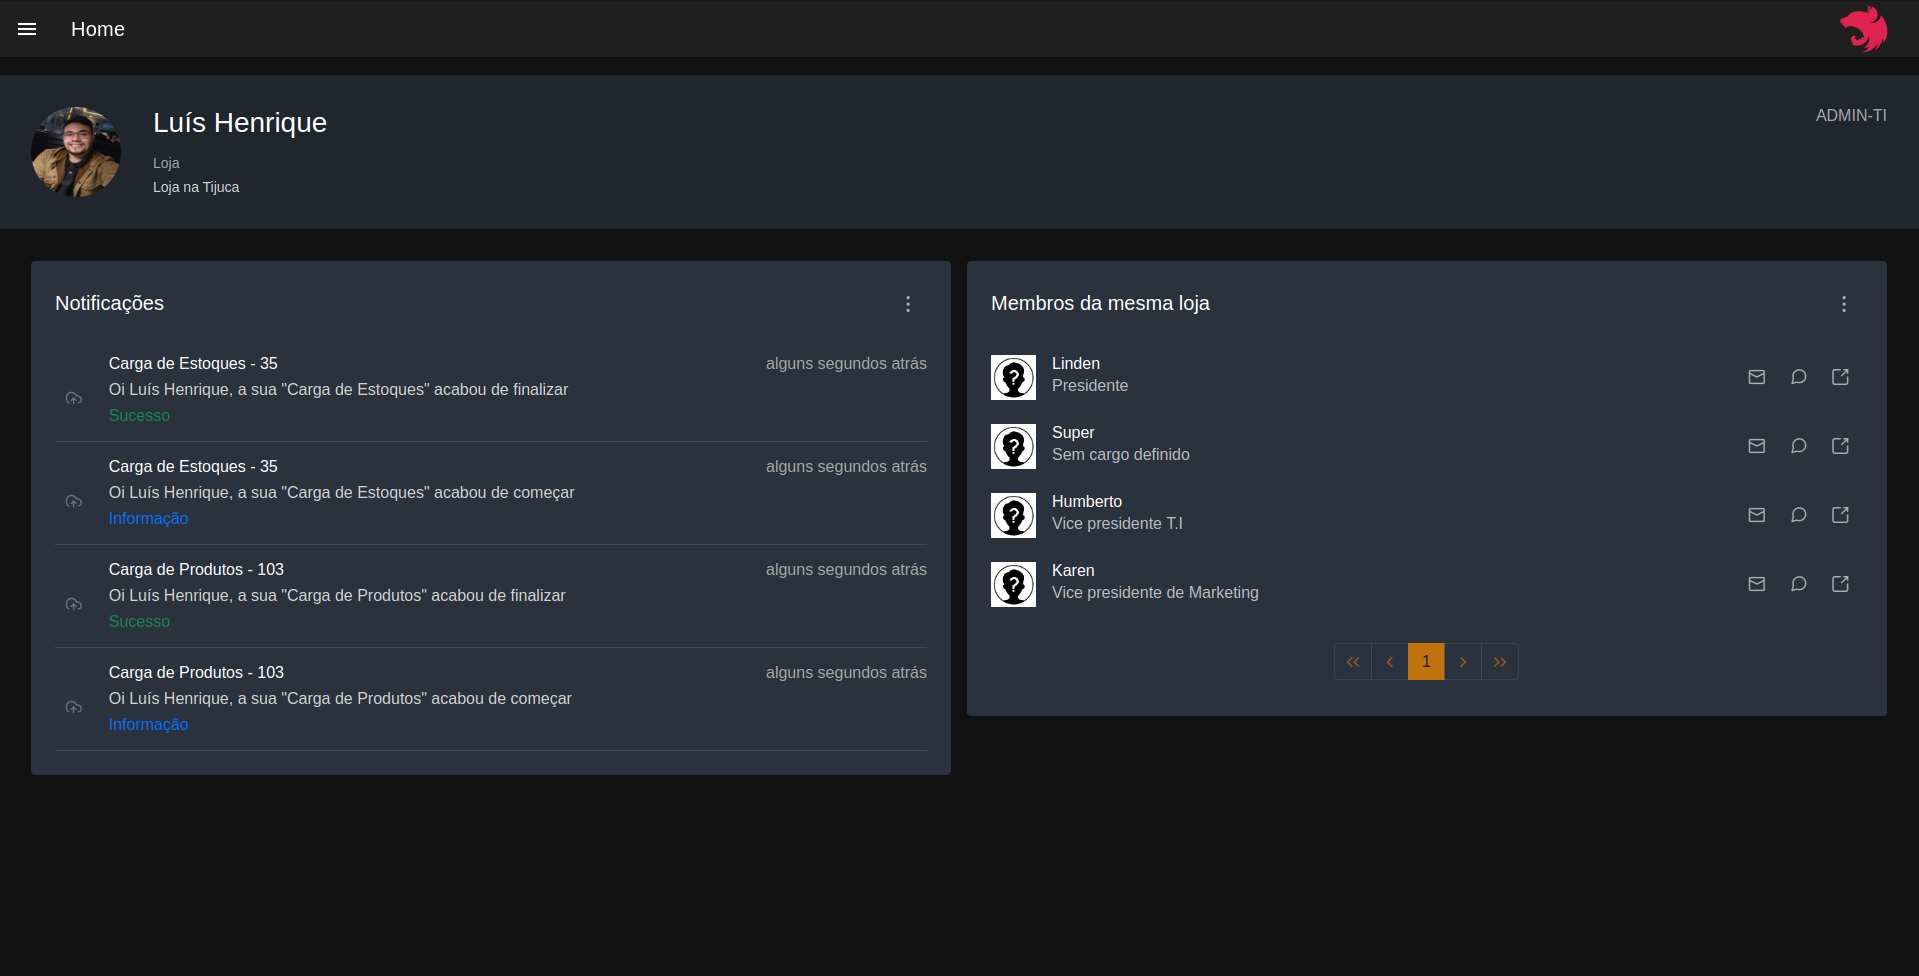 Home
Luís Henrique
ADMIN-TI
Loja
Loja na Tijuca
Notificações
Carga de Estoques - 35
alguns segundos atrás
Oi Luís Henrique, a sua "Carga de Estoques" acabou de finalizar
Sucesso
Carga de Estoques - 35
alguns segundos atrás
Oi Luís Henrique, a sua "Carga de Estoques" acabou de começar
Informação
Carga de Produtos - 103
alguns segundos atrás
Oi Luís Henrique, a sua "Carga de Produtos" acabou de finalizar
Sucesso
Carga de Produtos - 103
alguns segundos atrás
Oi Luís Henrique, a sua "Carga de Produtos" acabou de começar
Informação
Membros da mesma loja
Linden
Presidente
Super
Sem cargo definido
Humberto
Vice presidente T.I
Karen
Vice presidente de Marketing
1